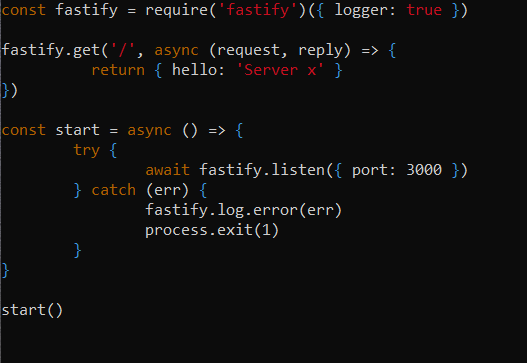 const fastify = require('fastify')({ logger: true })
fastify.get('/', async (request, reply) => {
return { hello: 'Server x' }
})
const start = async () => {
try {
await fastify.listen({ port: 3000 })
} catch (err) {
fastify.log.error(err)
process.exit(1)
}
}
start()